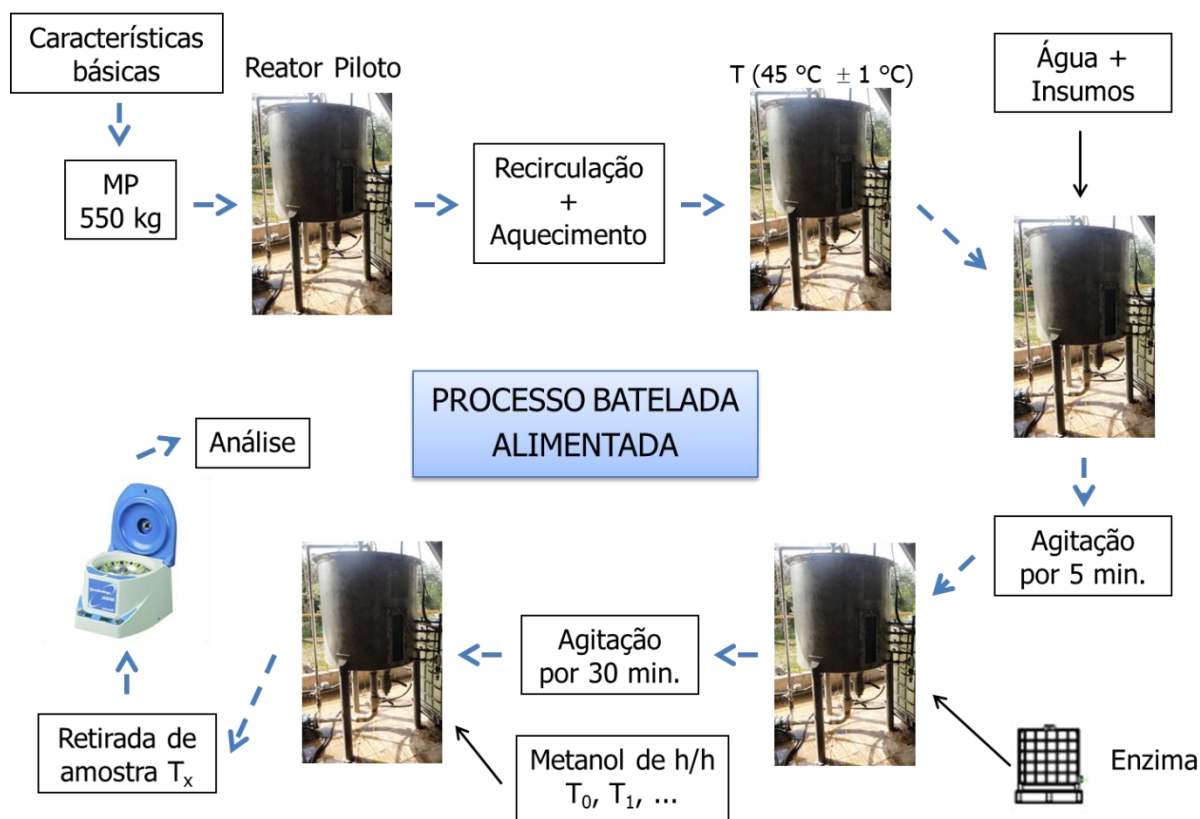 Características
básicas
MP
550 kg
Reator Piloto
Recirculação
+
Aquecimento
T (45 °C ± 1 °C)
Água +
Insumos
Agitação
por 5 min.
Enzima
Agitação
por 30 min.
Metanol de h/h
T₀, T₁, ...
Retirada de
amostra Tₓ
Análise
PROCESSO BATELADA
ALIMENTADA